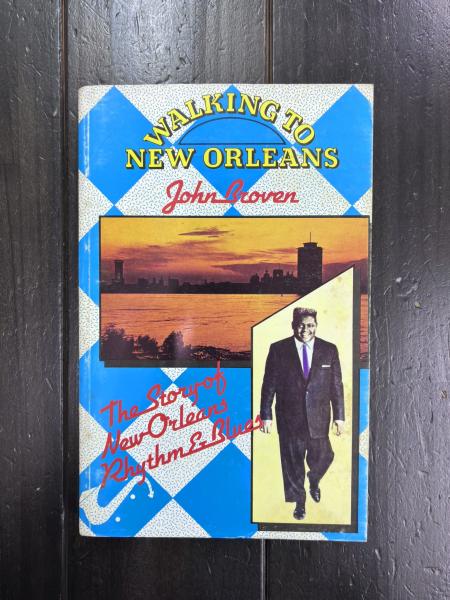 WALKING TO
NEW ORLEANS
John Broven
The Story of
New Orleans
Rhythm & Blues